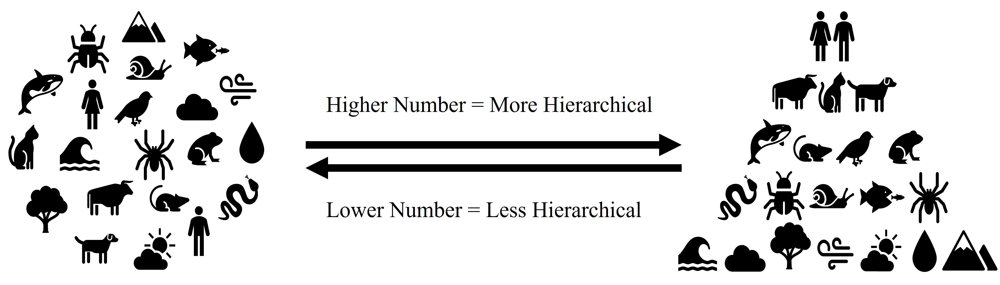 Higher Number = More Hierarchical
Lower Number = Less Hierarchical